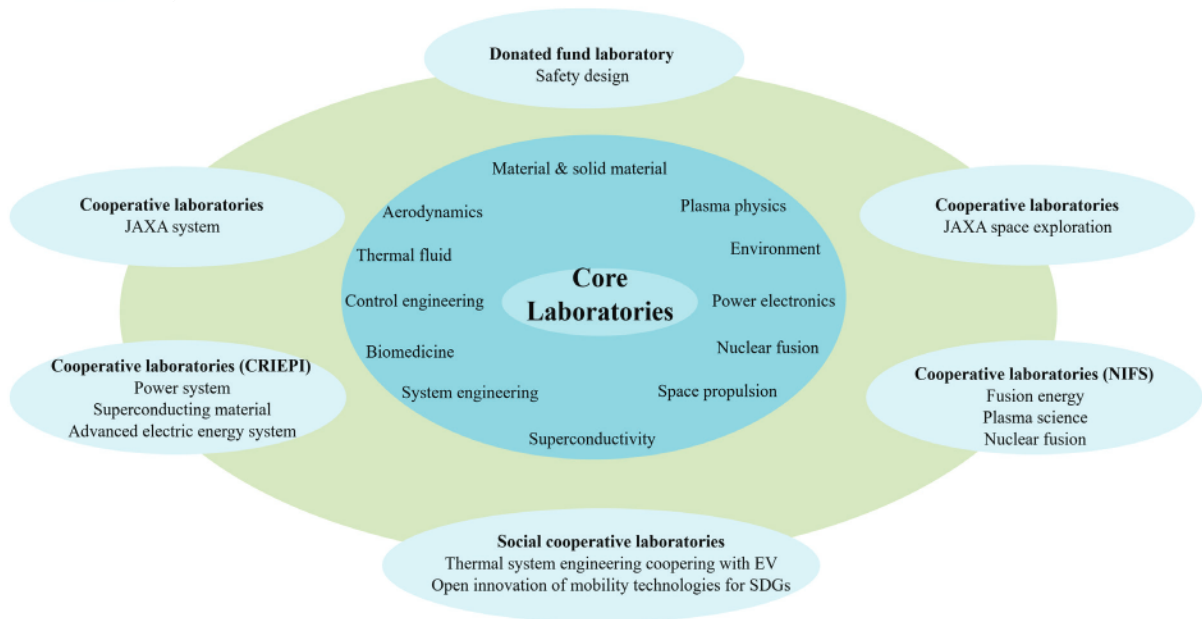 Donated fund laboratory
Safety design
Material & solid material
Aerodynamics
Plasma physics
Cooperative laboratories
JAXA system
Cooperative laboratories
JAXA space exploration
Thermal fluid
Environment
Core
Laboratories
Control engineering
Power electronics
Biomedicine
Nuclear fusion
Cooperative laboratories (CRIEPI)
Power system
Superconducting material
Advanced electric energy system
Cooperative laboratories (NIFS)
Fusion energy
Plasma science
Nuclear fusion
System engineering
Space propulsion
Superconductivity
Social cooperative laboratories
Thermal system engineering coopering with EV
Open innovation of mobility technologies for SDGs